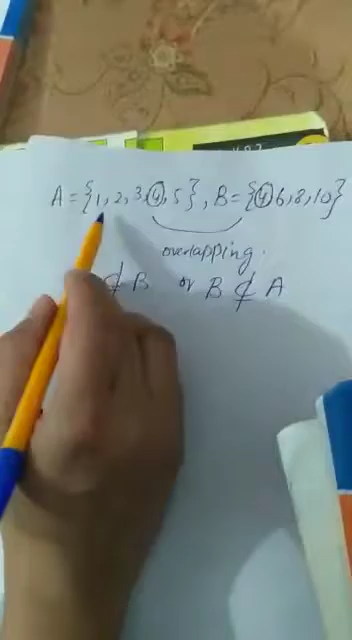 A = {1, 2, 3, 4, 5}, B = {4 6, 8, 10}
overlapping.
⊄ B or B ⊄ A